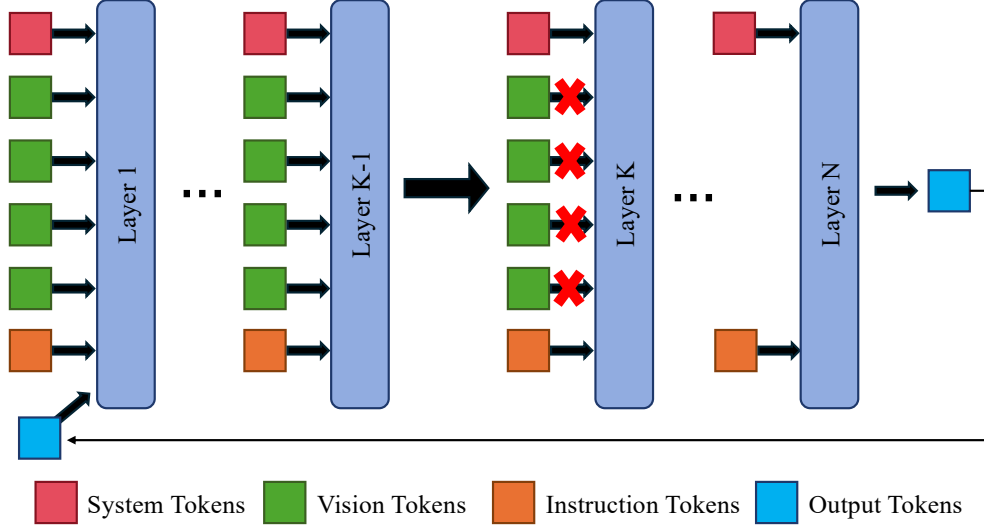 Layer 1
...
Layer K-1
Layer K
...
Layer N
System Tokens
Vision Tokens
Instruction Tokens
Output Tokens